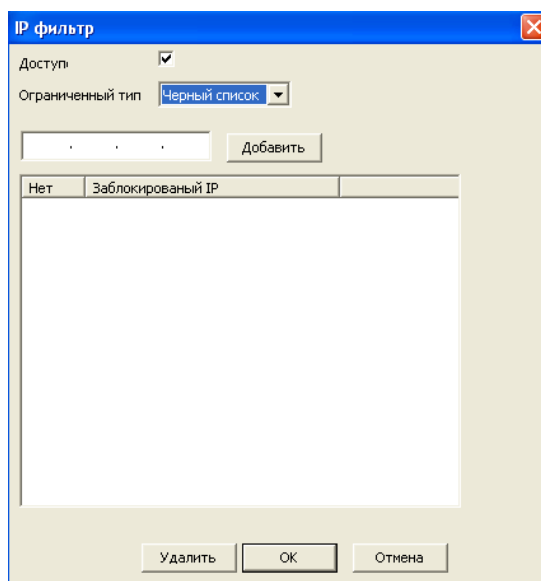 IP фильтр
Доступ
Ограниченный тип Черный список
. . . Добавить
Нет Заблокированый IP
Удалить OK Отмена